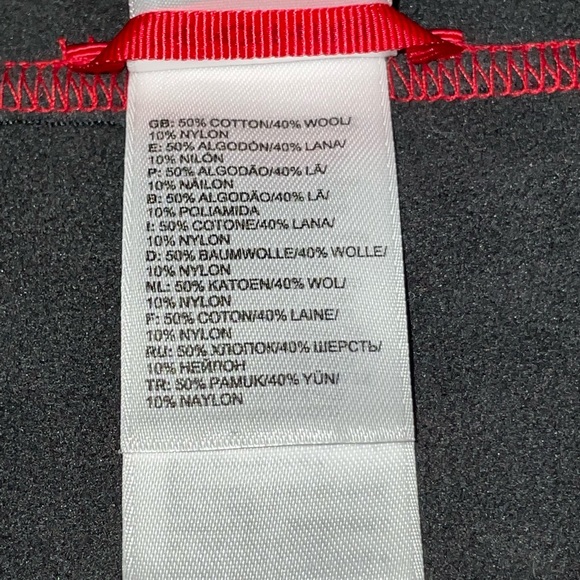 GB: 50% COTTON/40% WOOL/
10% NYLON
E: 50% ALGODÓN/40% LANA/
10% NILÓN
P: 50% ALGODÃO/40% LÃ/
10% NÁILON
B: 50% ALGODÃO/40% LÃ/
10% POLIAMIDA
I: 50% COTONE/40% LANA/
10% NYLON
D: 50% BAUMWOLLE/40% WOLLE/
10% NYLON
NL: 50% KATOEN/40% WOL/
10% NYLON
F: 50% COTON/40% LAINE/
10% NYLON
RU: 50% ХЛОПОК/40% ШЕРСТЬ/
10% НЕЙЛОН
TR: 50% PAMUK/40% YÜN/
10% NAYLON